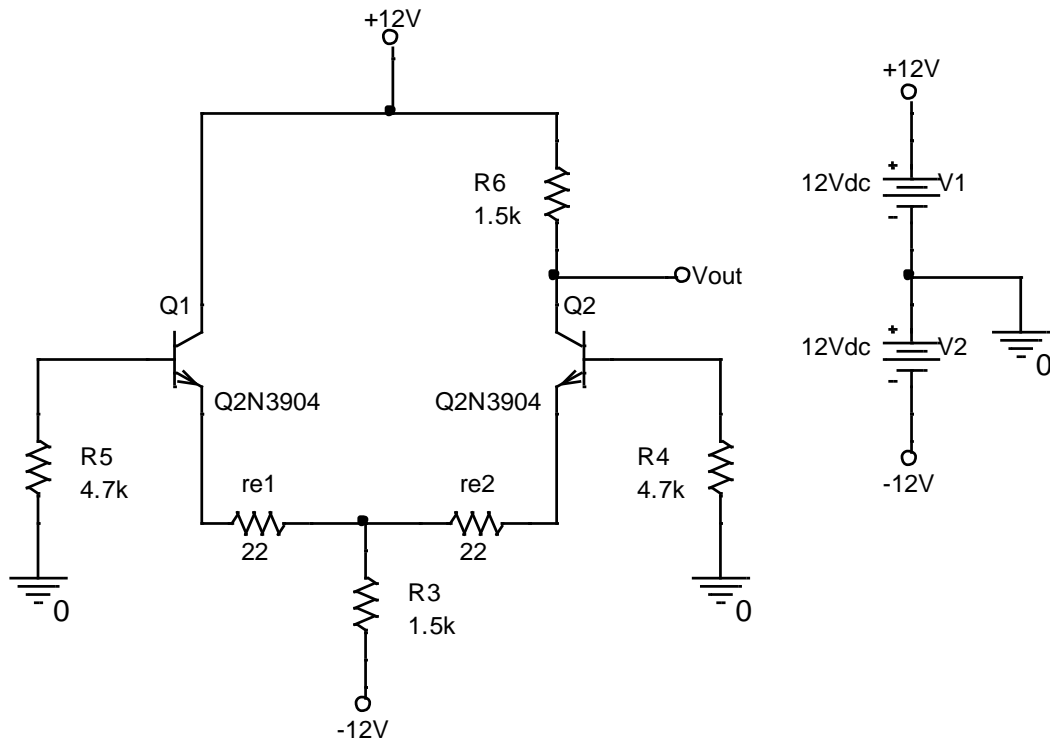 +12V
+12V
R6
1.5k
12Vdc
V1
Vout
Q1
Q2
12Vdc
V2
0
Q2N3904
Q2N3904
R5
4.7k
re1
re2
R4
4.7k
-12V
22
22
0
R3
1.5k
0
-12V
+
-
+
-